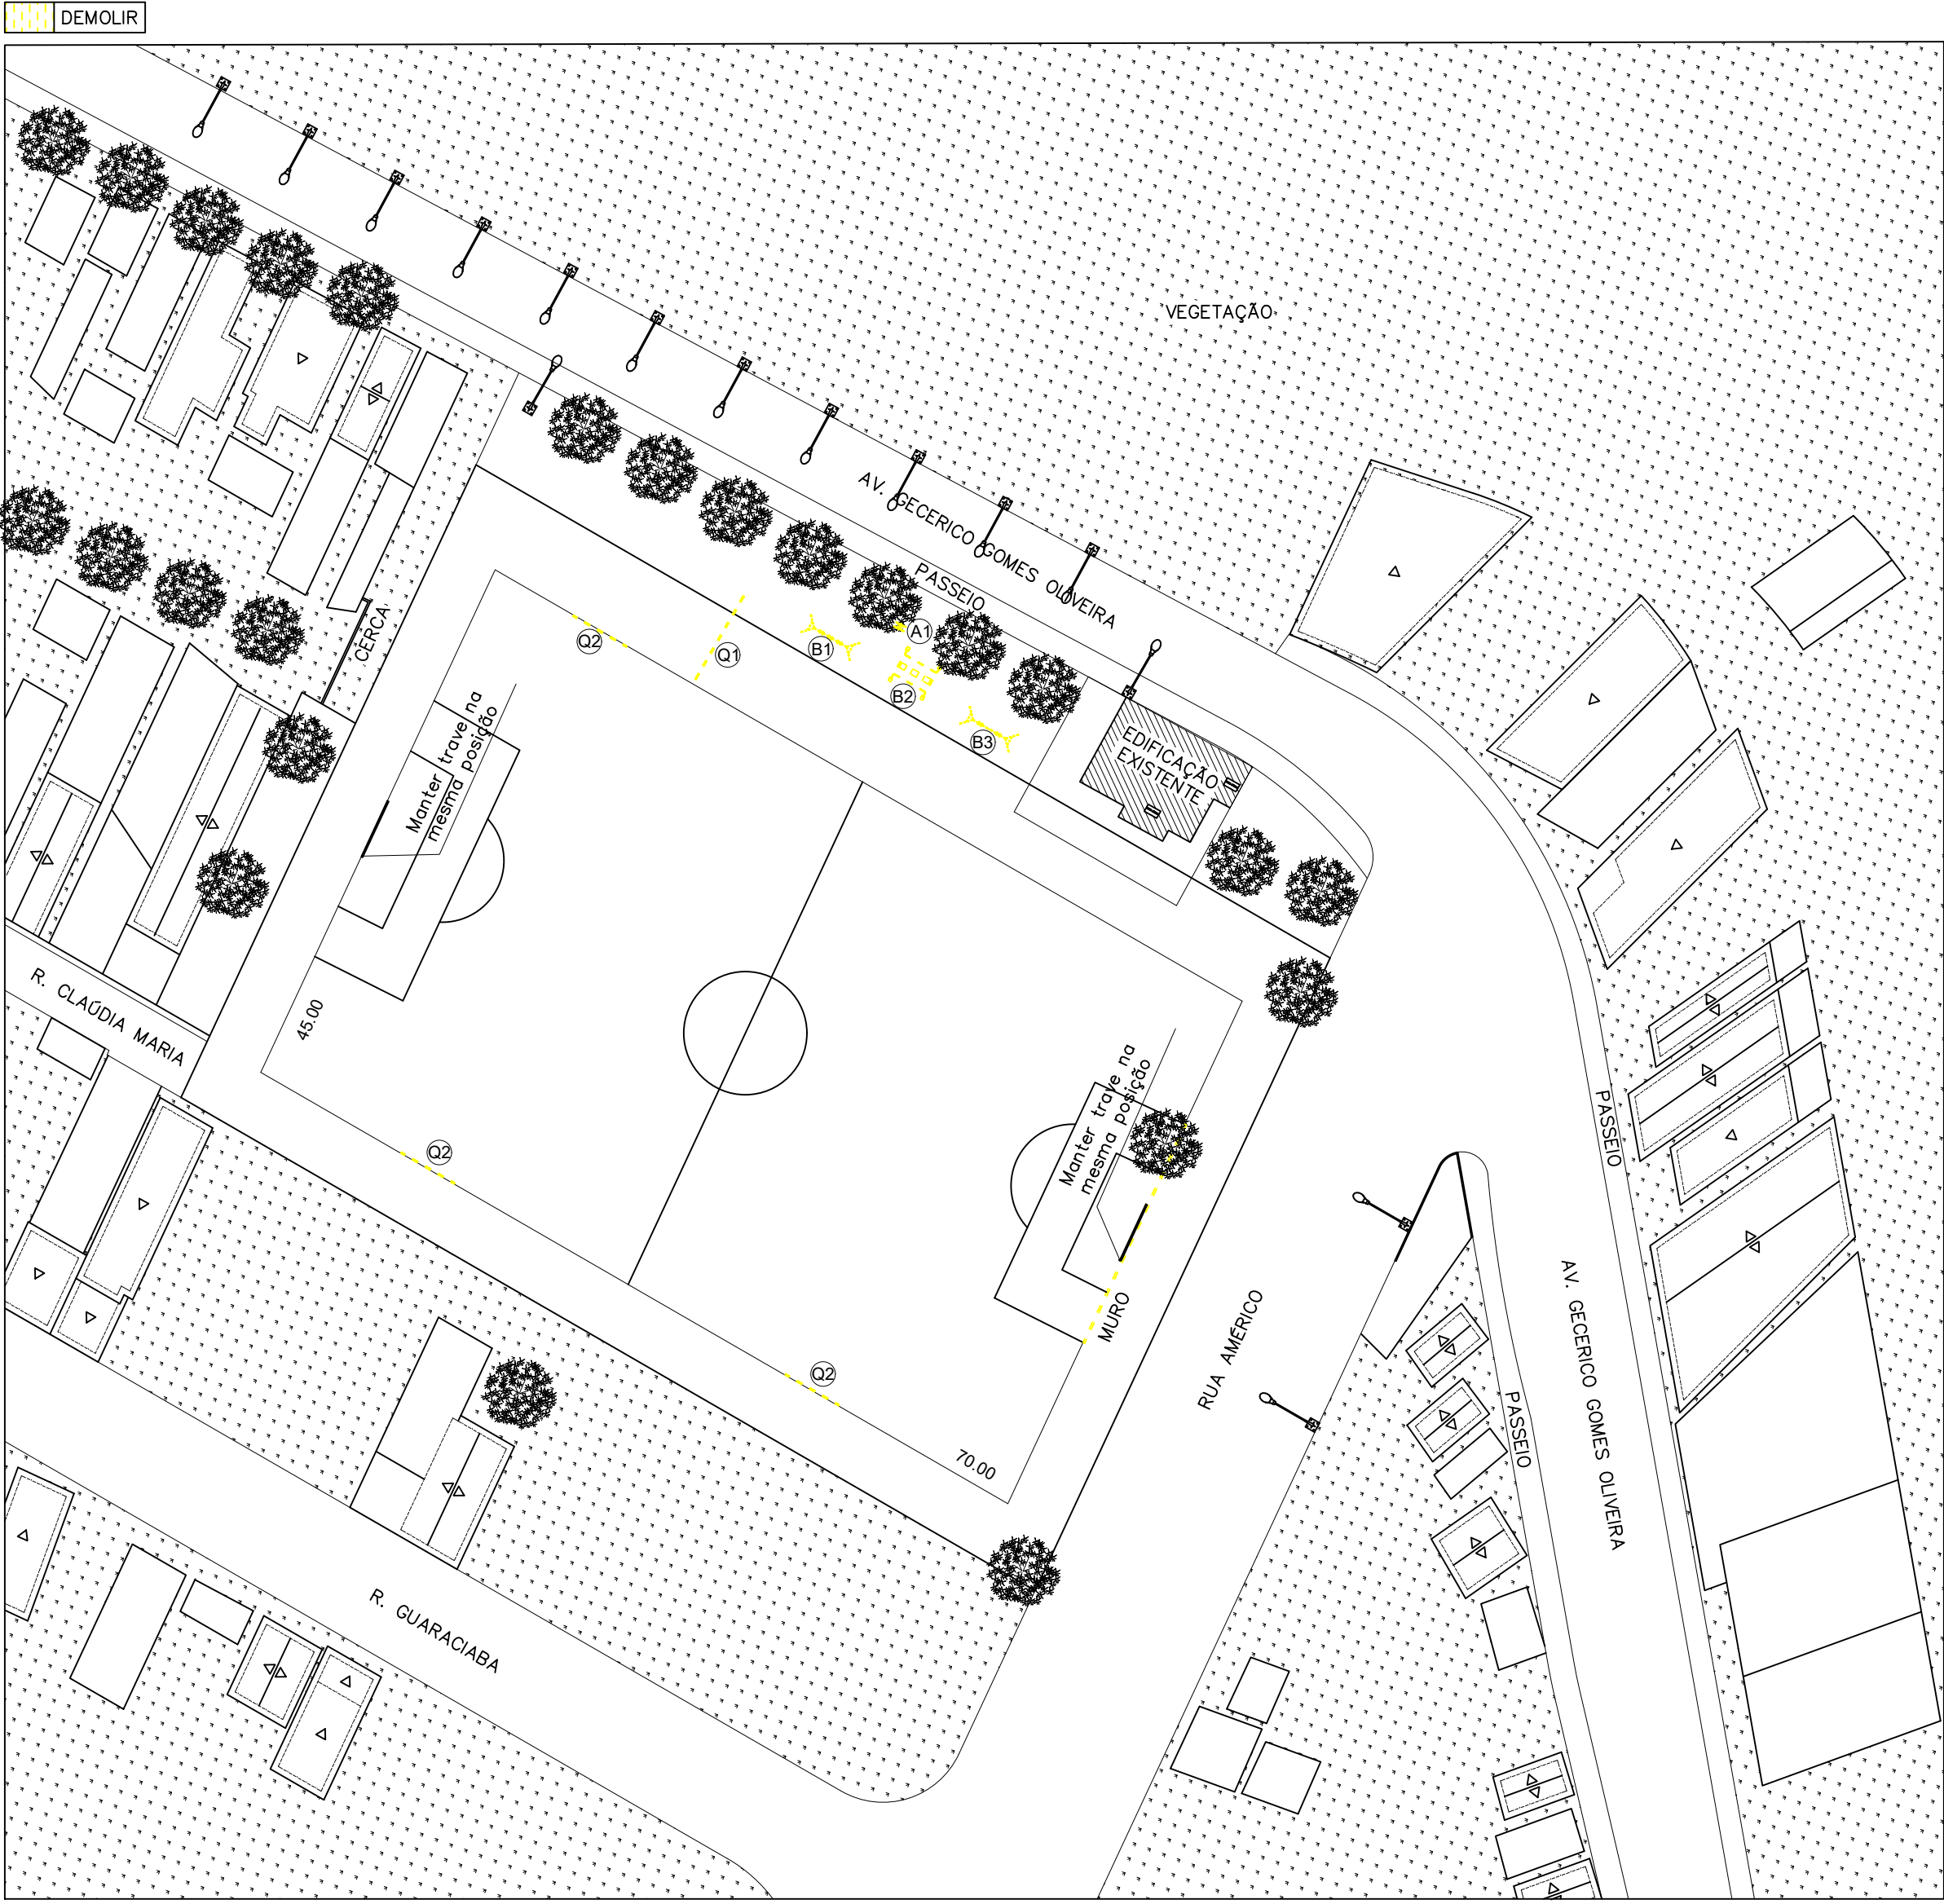 DEMOLIR
VEGETAÇÃO
AV. GECERICO GOMES OLIVEIRA
PASSEIO
CERCA
Q2
Q1
B1
A1
B2
B3
Manter trave na
mesma posição
EDIFICAÇÃO
EXISTENTE
R. CLAÚDIA MARIA
45.00
Manter trave na
mesma posição
PASSEIO
Q2
MURO
RUA AMÉRICO
AV. GECERICO GOMES OLIVEIRA
Q2
PASSEIO
70.00
R. GUARACIABA